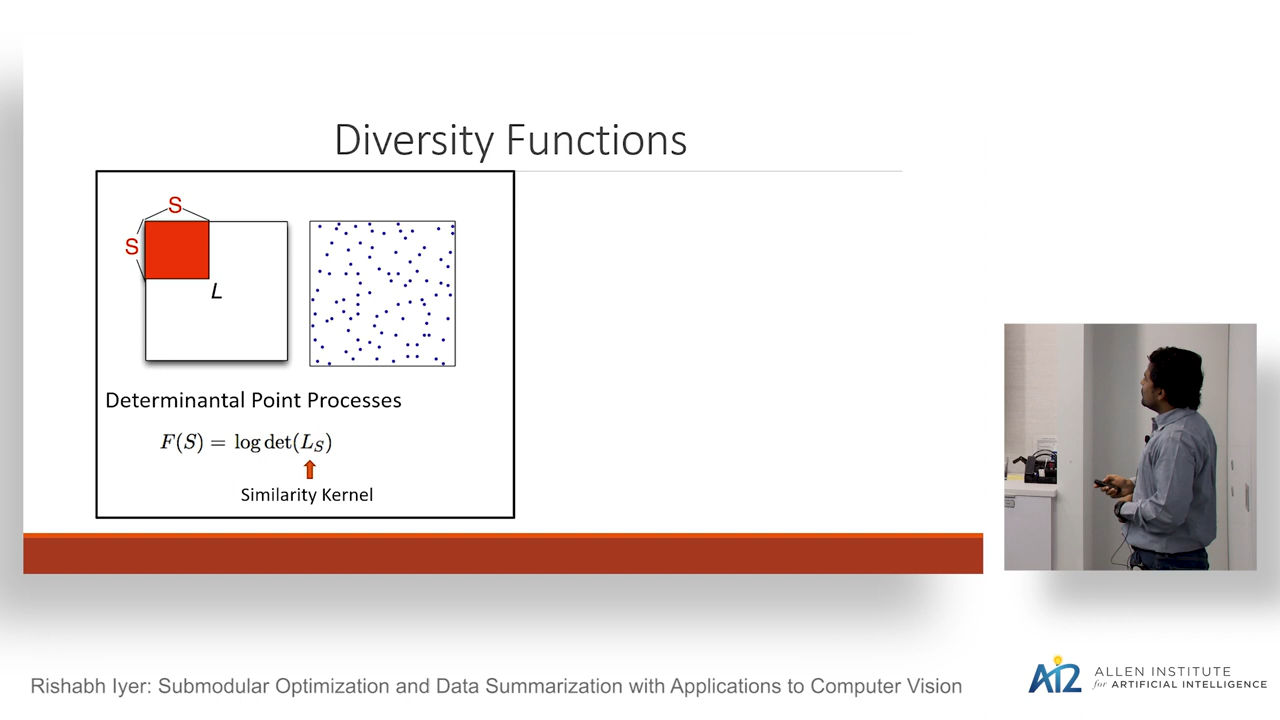 Diversity Functions
S
S
L
Determinantal Point Processes
F(S) = log det(L_S)
Similarity Kernel
Rishabh Iyer: Submodular Optimization and Data Summarization with Applications to Computer Vision
AI2
ALLEN INSTITUTE
for ARTIFICIAL INTELLIGENCE